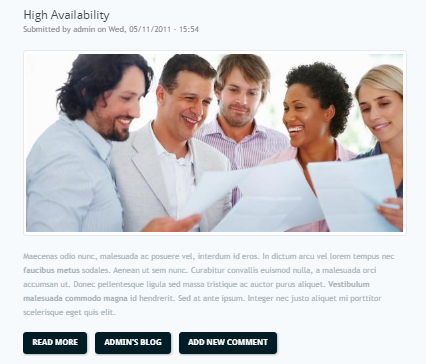 High Availability
Submitted by admin on Wed, 05/11/2011 - 15:54
Maecenas odio nunc, malesuada ac posuere vel, interdum id eros. In dictum arcu vel lorem tempus nec
faucibus metus sodales. Aenean ut sem nunc. Curabitur convallis euismod nulla, a malesuada orci
accumsan ut. Donec pellentesque ligula sed massa tristique ac auctor purus aliquet. Vestibulum
malesuada commodo magna id hendrerit. Sed at ante ipsum. Integer nec justo aliquet mi porttitor
scelerisque eget quis elit.
READ MORE
ADMIN'S BLOG
ADD NEW COMMENT